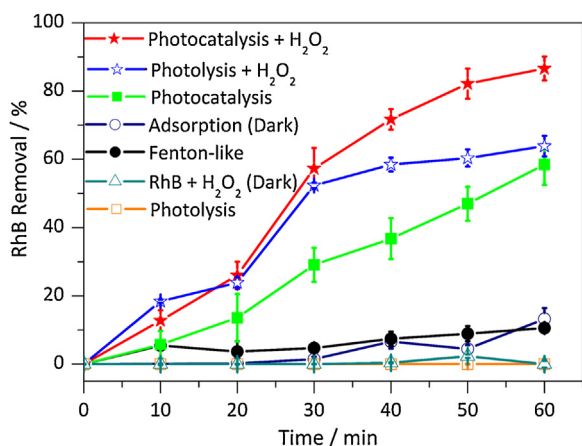 100
80
60
40
20
0
RhB Removal / %
Photocatalysis + H₂O₂
Photolysis + H₂O₂
Photocatalysis
Adsorption (Dark)
Fenton-like
RhB + H₂O₂ (Dark)
Photolysis
0 10 20 30 40 50 60
Time / min